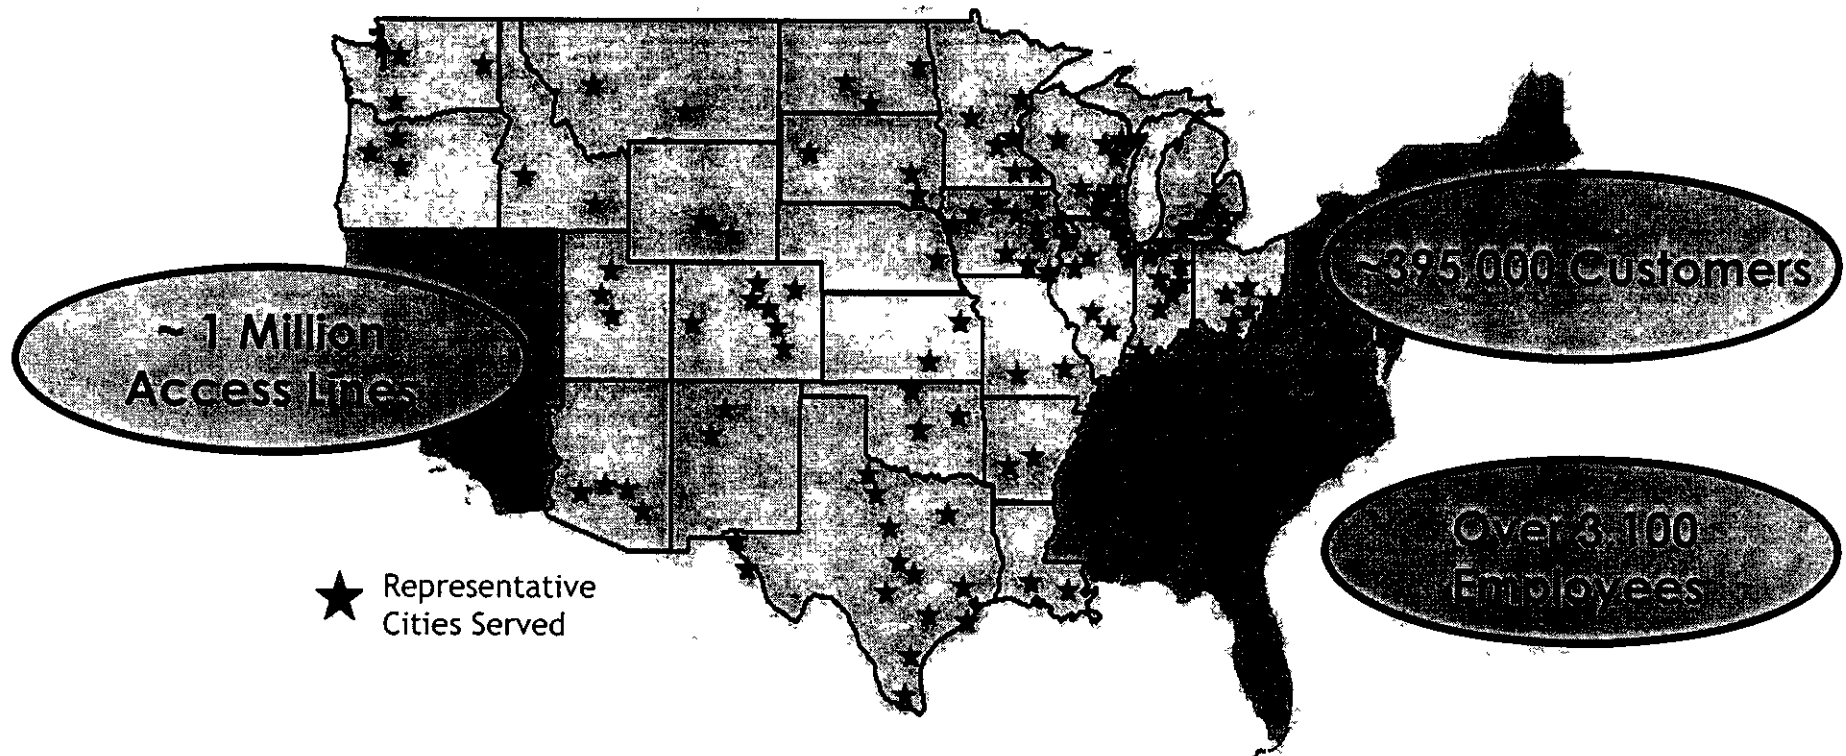 ~395,000 Customers
~ 1 Million
Access Lines
Over 3,100
Employees
Representative
Cities Served